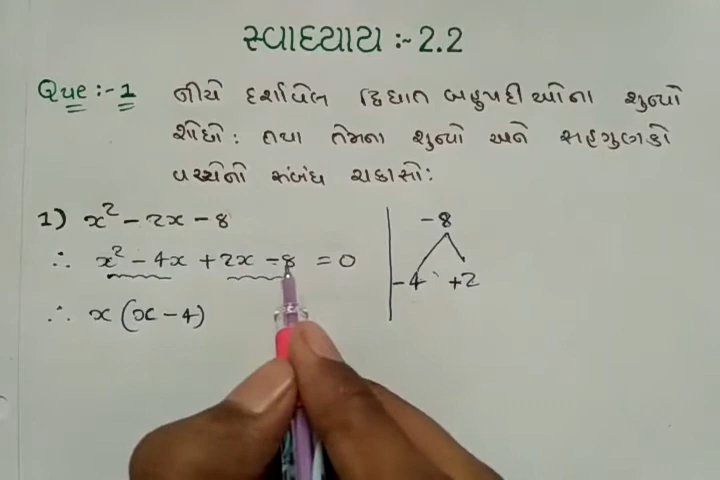 સ્વાધ્યાય :- 2.2
Que :- 1 નીચે દર્શાવેલ દ્વિઘાત બહુપદીઓના શુન્યો
શોધો : તથા તેમના શુન્યો અને સહગુણકો
વચ્ચેનો સંબંધ ચકાસો :
1) x² - 2x - 8
∴ x² - 4x + 2x - 8 = 0
∴ x (x - 4)
- 8
- 4 +2